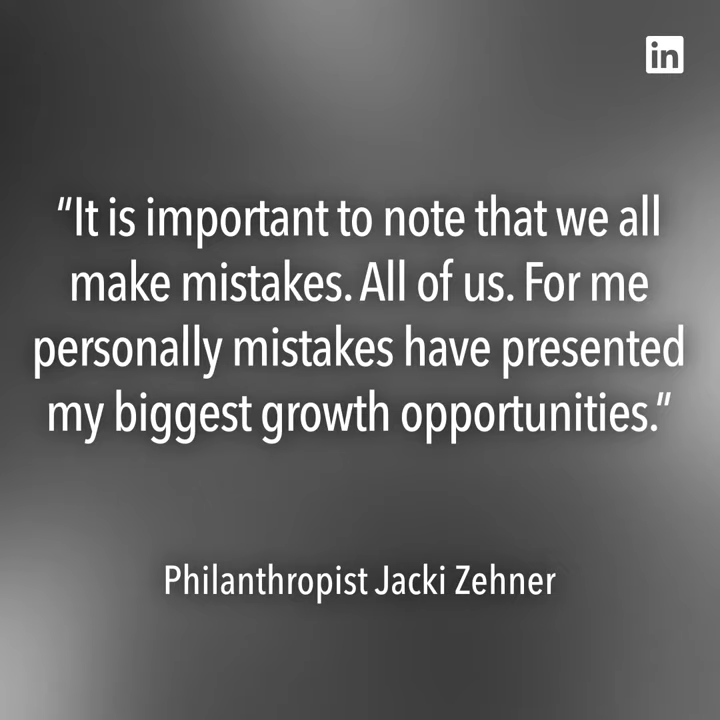 in
“It is important to note that we all
make mistakes. All of us. For me
personally mistakes have presented
my biggest growth opportunities.”
Philanthropist Jacki Zehner